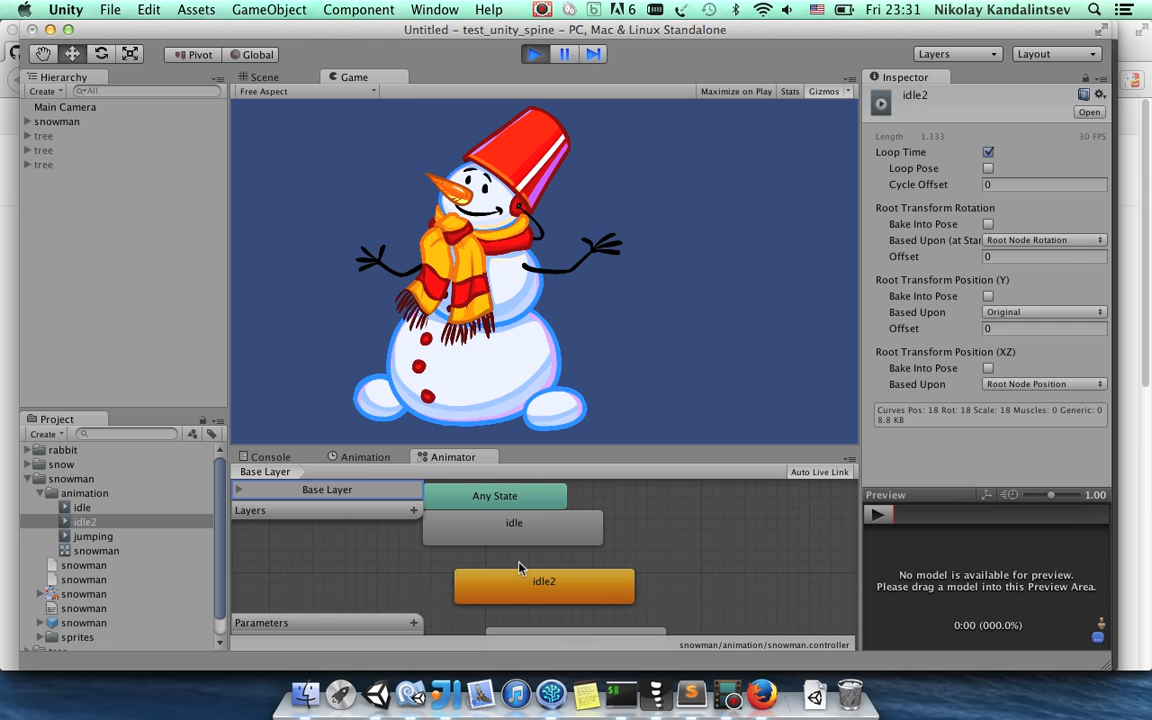 Unity File Edit Assets GameObject Component Window Help 6 Fri 23:31 Nikolay Kandalintsev
Untitled - test_unity_spine - PC, Mac & Linux Standalone
Pivot Global Layers Layout
Hierarchy
Create All
Main Camera
snowman
tree
tree
tree
Scene Game
Free Aspect Maximize on Play Stats Gizmos
Inspector
idle2
Open
Length 1.333 30 FPS
Loop Time
Loop Pose
Cycle Offset 0
Root Transform Rotation
Bake Into Pose
Based Upon (at Star Root Node Rotation
Offset 0
Root Transform Position (Y)
Bake Into Pose
Based Upon Original
Offset 0
Root Transform Position (XZ)
Bake Into Pose
Based Upon Root Node Position
Curves Pos: 18 Rot: 18 Scale: 18 Muscles: 0 Generic: 0
8.8 KB
Project
Create
rabbit
snow
snowman
animation
idle
idle2
jumping
snowman
snowman
snowman
snowman
snowman
snowman
sprites
Console Animation Animator
Base Layer Auto Live Link
Base Layer
Layers
Any State
idle
idle2
Parameters
snowman/animation/snowman.controller
Preview 1.00
No model is available for preview.
Please drag a model into this Preview Area.
0:00 (000.0%)